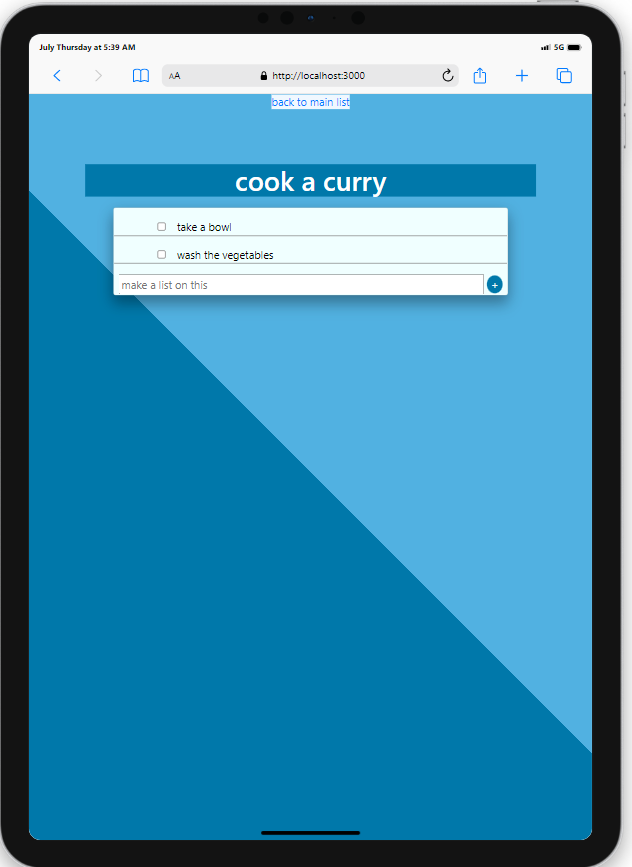 July Thursday at 5:39 AM
5G
AA
http://localhost:3000
back to main list
cook a curry
take a bowl
wash the vegetables
make a list on this
+